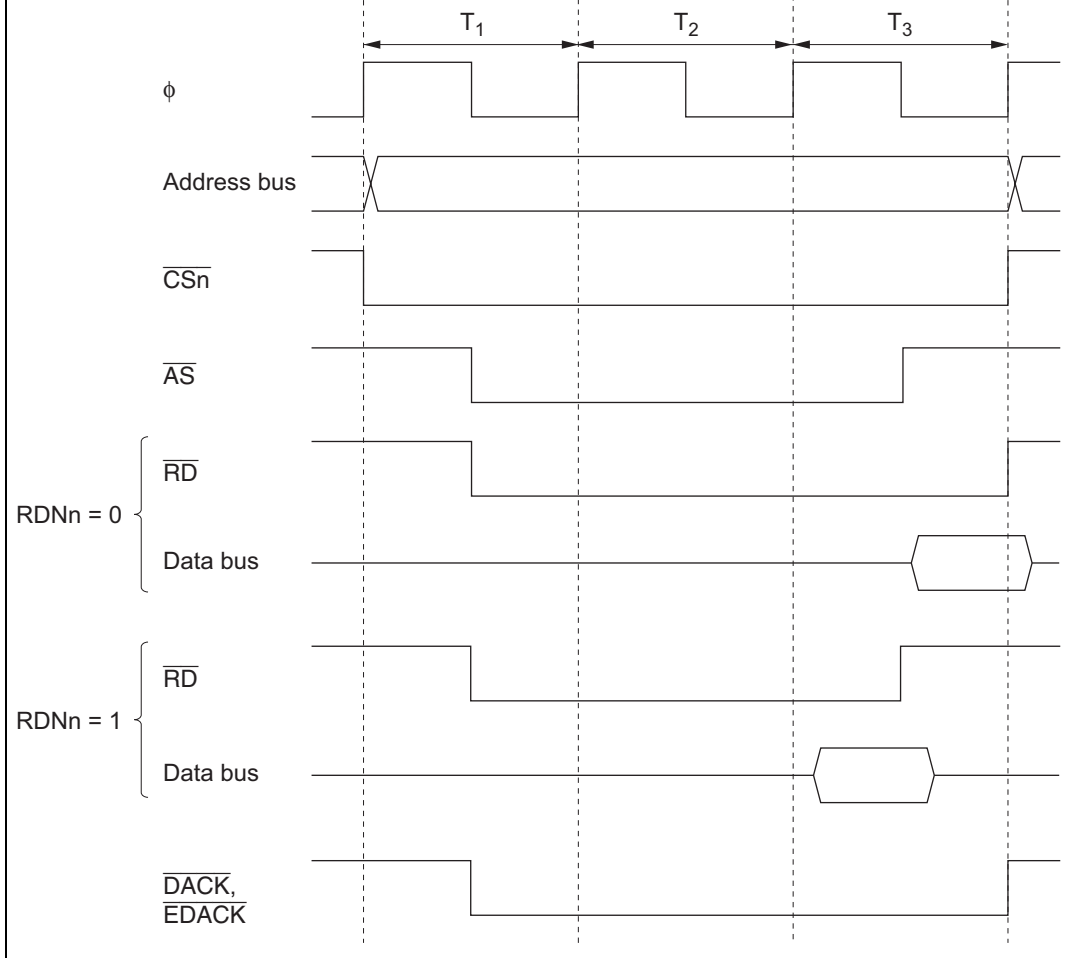 T1 T2 T3
ϕ
Address bus
CSn
AS
RDNn = 0
RD
Data bus
RDNn = 1
RD
Data bus
DACK,
EDACK